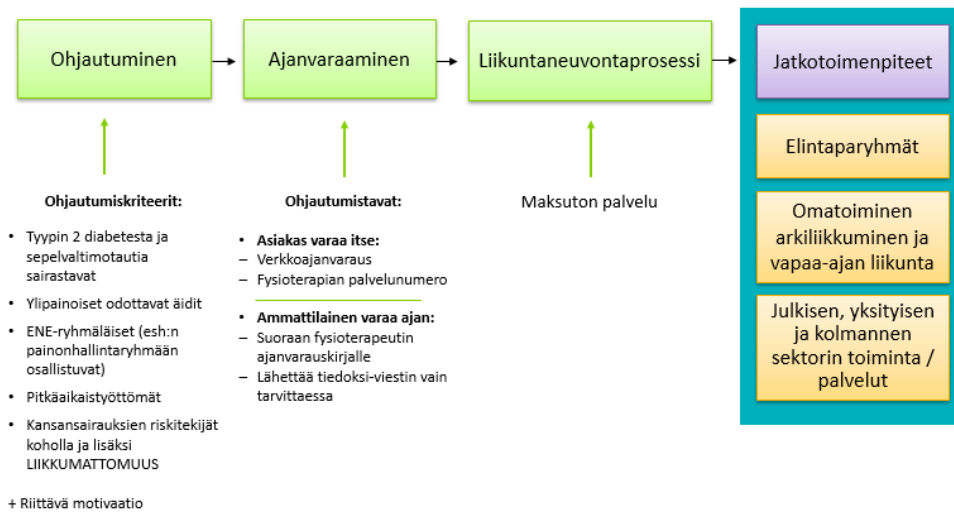 Ohjautuminen
Ajanvaraaminen
Liikuntaneuvontaprosessi
Jatkotoimenpiteet
Elintaparyhmät
Omatoiminen
arkiliikkuminen ja
vapaa-ajan liikunta
Julkisen, yksityisen
ja kolmannen
sektorin toiminta /
palvelut
Ohjautumiskriteerit:
• Tyypin 2 diabetesta ja
sepelvaltimotautia
sairastavat
• Ylipainoiset odottavat äidit
• ENE-ryhmäläiset (esh:n
painonhallintaryhmään
osallistuvat)
• Pitkäaikaistyöttömät
• Kansansairauksien riskitekijät
koholla ja lisäksi
LIIKKUMATTOMUUS
+ Riittävä motivaatio
Ohjautumistavat:
• Asiakas varaa itse:
– Verkkoajanvaraus
– Fysioterapian palvelunumero
• Ammattilainen varaa ajan:
– Suoraan fysioterapeutin
ajanvarauskirjalle
– Lähettää tiedoksi-viestin vain
tarvittaessa
Maksuton palvelu